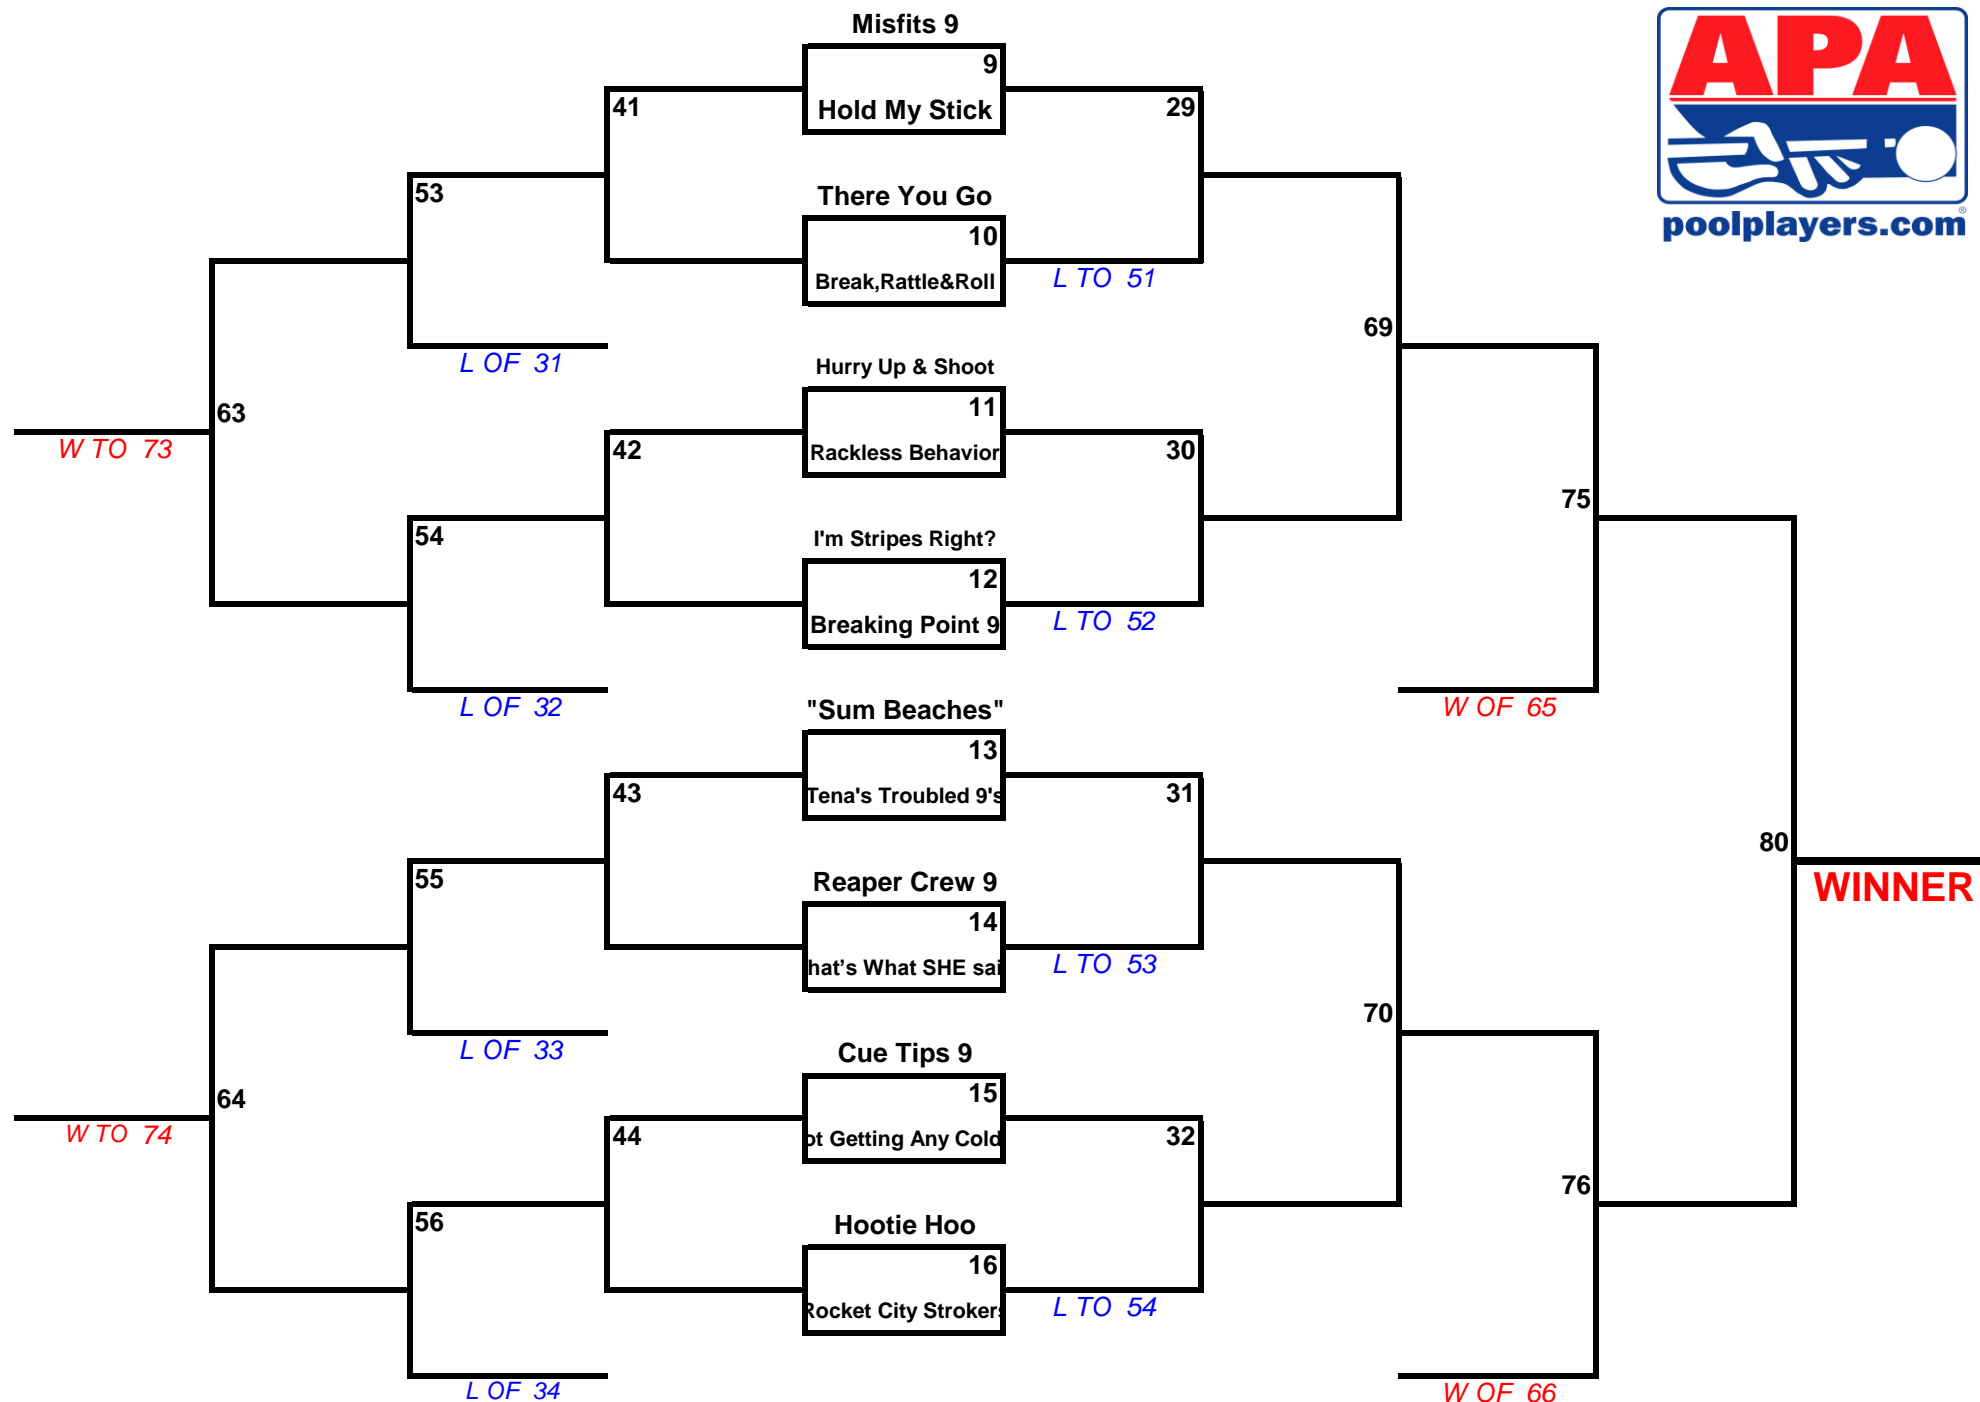 Misfits 9
9
Hold My Stick
41
29
There You Go
10
Break,Rattle&Roll
L TO 51
53
L OF 31
69
Hurry Up & Shoot
11
Rackless Behavior
63
W TO 73
42
30
I'm Stripes Right?
12
Breaking Point 9
L TO 52
54
L OF 32
75
W OF 65
"Sum Beaches"
13
Tena's Troubled 9's
43
31
Reaper Crew 9
14
hat's What SHE sai
L TO 53
55
L OF 33
80
WINNER
70
Cue Tips 9
15
ot Getting Any Cold
64
W TO 74
44
32
Hootie Hoo
16
Rocket City Strokers
L TO 54
56
L OF 34
76
W OF 66
APA
poolplayers.com
®